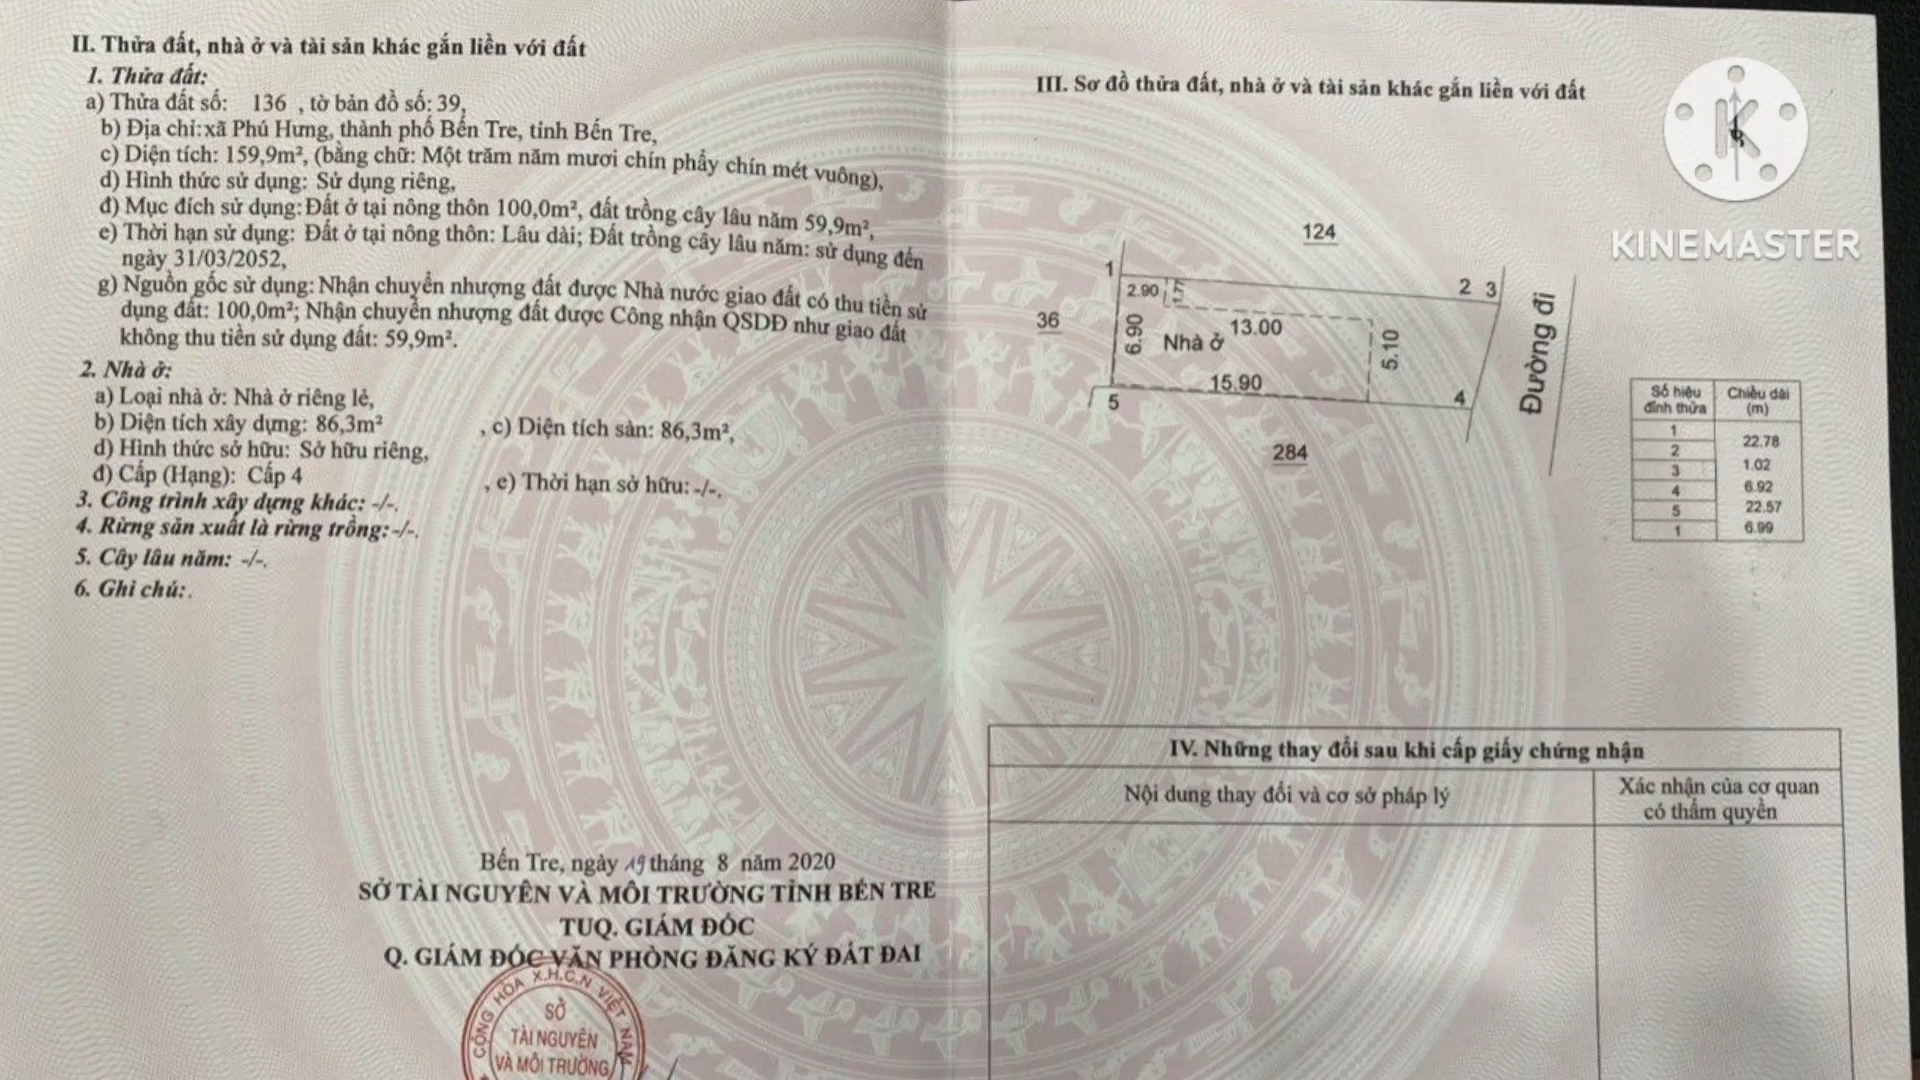 II. Thửa đất, nhà ở và tài sản khác gắn liền với đất
1. Thửa đất:
a) Thửa đất số: 136 , tờ bản đồ số: 39,
b) Địa chỉ: xã Phú Hưng, thành phố Bến Tre, tỉnh Bến Tre,
c) Diện tích: 159,9m², (bằng chữ: Một trăm năm mươi chín phẩy chín mét vuông),
d) Hình thức sử dụng: Sử dụng riêng,
đ) Mục đích sử dụng: Đất ở tại nông thôn 100,0m², đất trồng cây lâu năm 59,9m²,
e) Thời hạn sử dụng: Đất ở tại nông thôn: Lâu dài; Đất trồng cây lâu năm: sử dụng đến
ngày 31/03/2052,
g) Nguồn gốc sử dụng: Nhận chuyển nhượng đất được Nhà nước giao đất có thu tiền sử
dụng đất: 100,0m²; Nhận chuyển nhượng đất được Công nhận QSDĐ như giao đất
không thu tiền sử dụng đất: 59,9m².
2. Nhà ở:
a) Loại nhà ở: Nhà ở riêng lẻ,
b) Diện tích xây dựng: 86,3m² , c) Diện tích sàn: 86,3m²,
d) Hình thức sở hữu: Sở hữu riêng,
đ) Cấp (Hạng): Cấp 4 , e) Thời hạn sở hữu: -/-.
3. Công trình xây dựng khác: -/-.
4. Rừng sản xuất là rừng trồng: -/-.
5. Cây lâu năm: -/-.
6. Ghi chú: .
Bến Tre, ngày 19 tháng 8 năm 2020
SỞ TÀI NGUYÊN VÀ MÔI TRƯỜNG TỈNH BẾN TRE
TUQ. GIÁM ĐỐC
Q. GIÁM ĐỐC VĂN PHÒNG ĐĂNG KÝ ĐẤT ĐAI
CỘNG HÒA X.H.C.N VIỆT NAM
SỞ
TÀI NGUYÊN
VÀ MÔI TRƯỜNG
III. Sơ đồ thửa đất, nhà ở và tài sản khác gắn liền với đất
K
KINEMASTER
124
1
2 3
2.90
1.77
36
6.90
Nhà ở
13.00
5.10
15.90
5
4
Đường đi
284
Số hiệu đỉnh thửa
Chiều dài (m)
1
22.78
2
1.02
3
6.92
4
22.57
5
6.99
1
IV. Những thay đổi sau khi cấp giấy chứng nhận
Nội dung thay đổi và cơ sở pháp lý
Xác nhận của cơ quan
có thẩm quyền